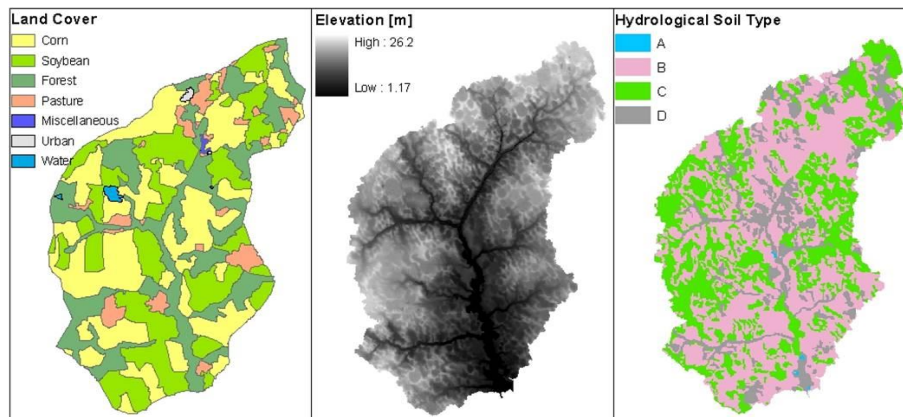 Land Cover
Corn
Soybean
Forest
Pasture
Miscellaneous
Urban
Water
Elevation [m]
High : 26.2
Low : 1.17
Hydrological Soil Type
A
B
C
D